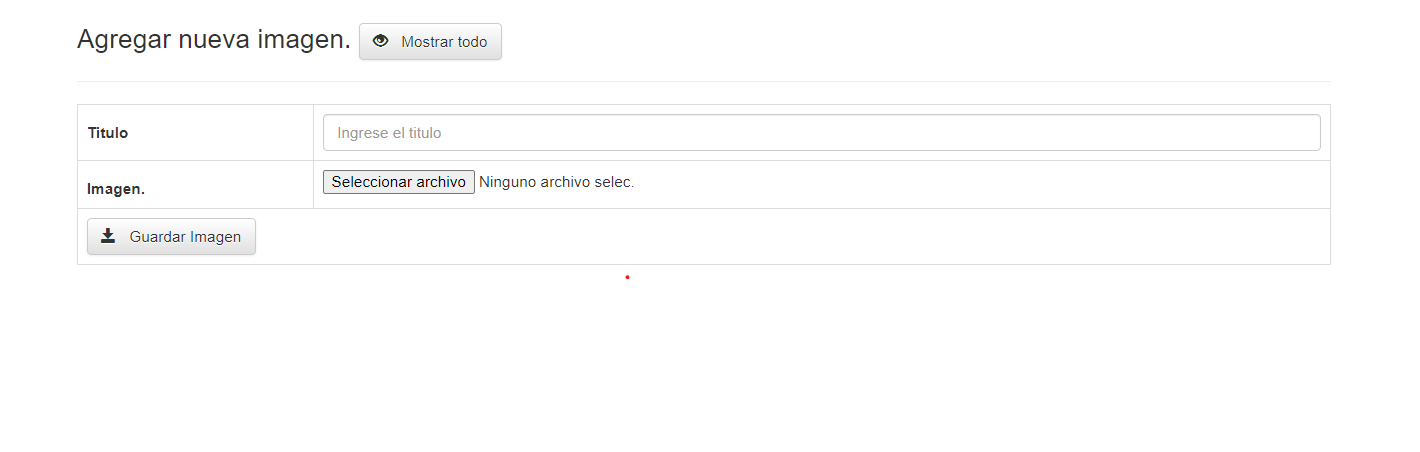 Agregar nueva imagen. Mostrar todo
Titulo Ingrese el titulo
Imagen. Seleccionar archivo Ninguno archivo selec.
Guardar Imagen